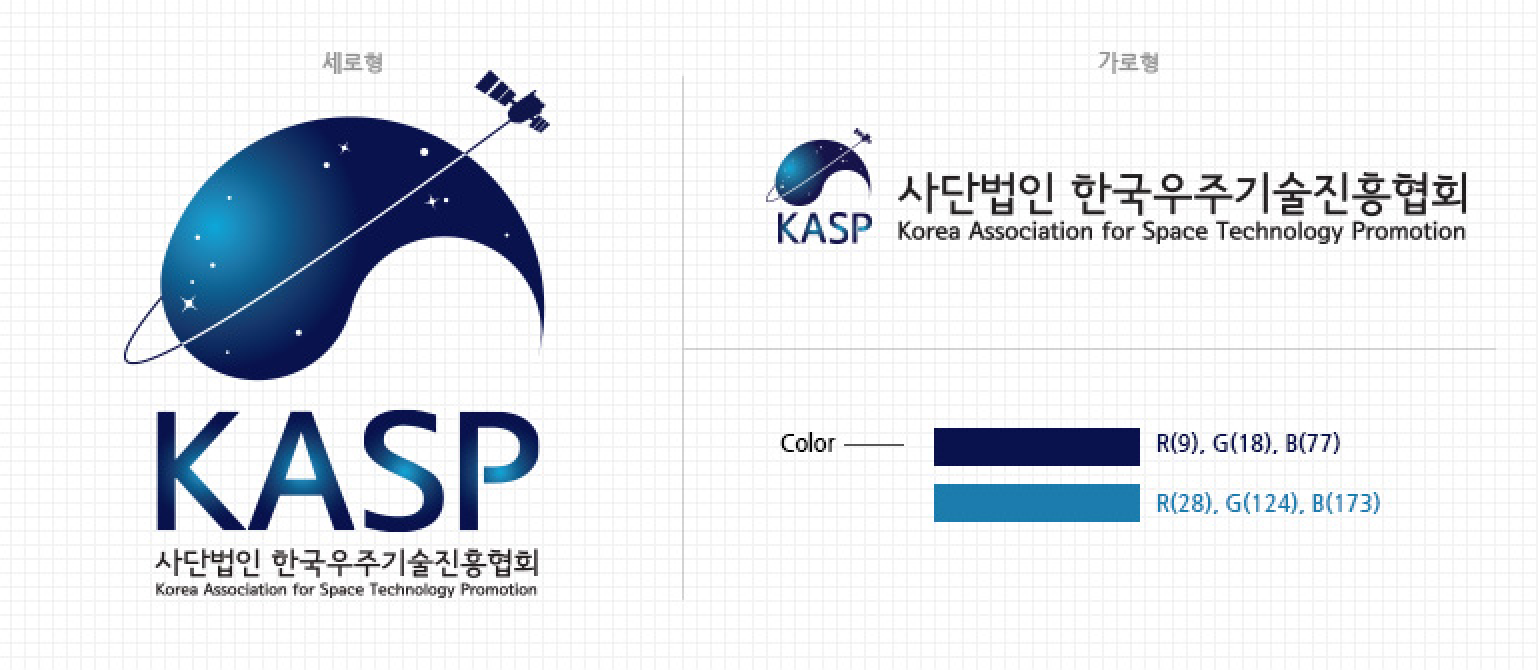 세로형
KASP
사단법인 한국우주기술진흥협회
Korea Association for Space Technology Promotion
가로형
KASP
사단법인 한국우주기술진흥협회
Korea Association for Space Technology Promotion
Color
R(9), G(18), B(77)
R(28), G(124), B(173)